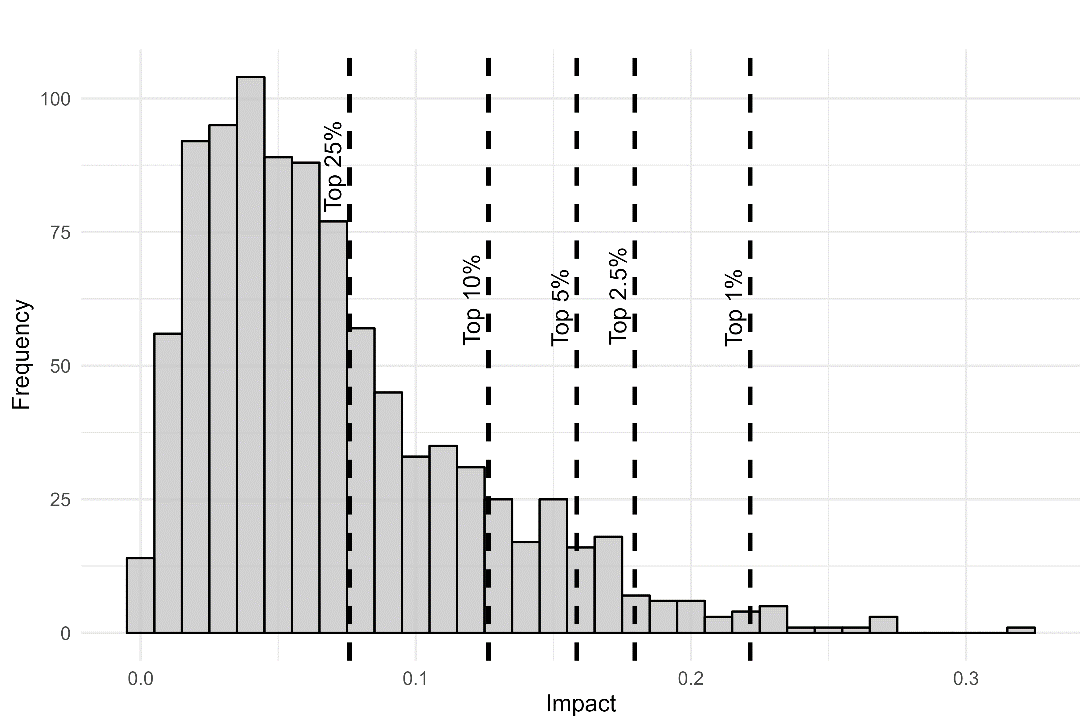 100
75
50
25
0
Frequency
Top 25%
Top 10%
Top 5%
Top 2.5%
Top 1%
0.0
0.1
0.2
0.3
Impact